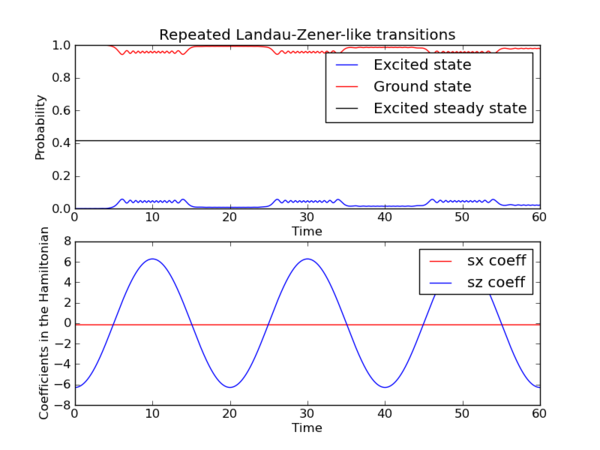 Repeated Landau-Zener-like transitions
1.0
0.8
0.6
0.4
0.2
0.0
Probability
Excited state
Ground state
Excited steady state
0 10 20 30 40 50 60
Time
8
6
4
2
0
−2
−4
−6
−8
Coefficients in the Hamiltonian
sx coeff
sz coeff
0 10 20 30 40 50 60
Time